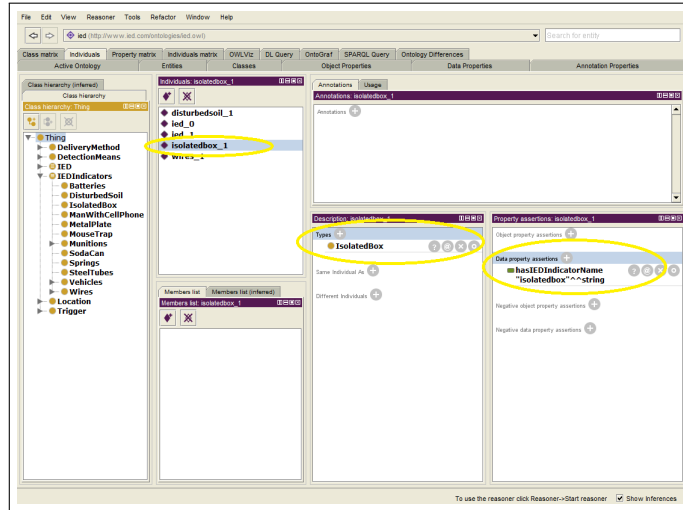 File Edit View Reasoner Tools Refactor Window Help
ied (http://www.ied.com/ontologies/ied.owl)
Search for entity
Class matrix Individuals Property matrix Individuals matrix OWLViz DL Query OntoGraf SPARQL Query Ontology Differences
Active Ontology Entities Classes Object Properties Data Properties Annotation Properties
Class hierarchy (inferred)
Class hierarchy
Class hierarchy: Thing
Thing
DeliveryMethod
DetectionMeans
IED
IEDIndicators
Batteries
DisturbedSoil
IsolatedBox
ManWithCellPhone
MetalPlate
MouseTrap
Munitions
SodaCan
Springs
SteelTubes
Vehicles
Wires
Location
Trigger
Individuals: isolatedbox_1
disturbedsoil_1
ied_0
ied_1
isolatedbox_1
wires_1
Members list Members list (inferred)
Members list: isolatedbox_1
Annotations Usage
Annotations: isolatedbox_1
Annotations
Description: isolatedbox_1
Types
IsolatedBox
Same Individual As
Different Individuals
Property assertions: isolatedbox_1
Object property assertions
Data property assertions
hasIEDIndicatorName
"isolatedbox"^^string
Negative object property assertions
Negative data property assertions
To use the reasoner click Reasoner->Start reasoner Show Inferences